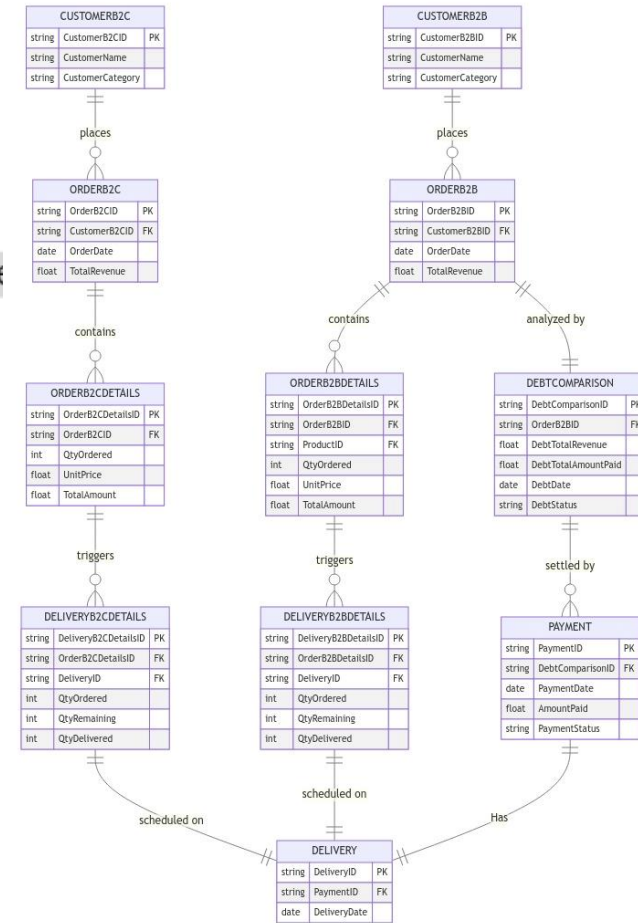 CUSTOMERB2C
string CustomerB2CID PK
string CustomerName
string CustomerCategory
CUSTOMERB2B
string CustomerB2BID PK
string CustomerName
string CustomerCategory
places
places
ORDERB2C
string OrderB2CID PK
string CustomerB2CID FK
date OrderDate
float TotalRevenue
ORDERB2B
string OrderB2BID PK
string CustomerB2BID FK
date OrderDate
float TotalRevenue
contains
contains
analyzed by
ORDERB2CDETAILS
string OrderB2CDetailsID PK
string OrderB2CID FK
int QtyOrdered
float UnitPrice
float TotalAmount
ORDERB2BDETAILS
string OrderB2BDetailsID PK
string OrderB2BID FK
string ProductID FK
int QtyOrdered
float UnitPrice
float TotalAmount
DEBTCOMPARISON
string DebtComparisonID PK
string OrderB2BID FK
float DebtTotalRevenue
float DebtTotalAmountPaid
date DebtDate
string DebtStatus
triggers
triggers
settled by
DELIVERYB2CDETAILS
string DeliveryB2CDetailsID PK
string OrderB2CDetailsID FK
string DeliveryID FK
int QtyOrdered
int QtyRemaining
int QtyDelivered
DELIVERYB2BDETAILS
string DeliveryB2BDetailsID PK
string OrderB2BDetailsID FK
string DeliveryID FK
int QtyOrdered
int QtyRemaining
int QtyDelivered
PAYMENT
string PaymentID PK
string DebtComparisonID FK
date PaymentDate
float AmountPaid
string PaymentStatus
scheduled on
scheduled on
Has
DELIVERY
string DeliveryID PK
string PaymentID FK
date DeliveryDate